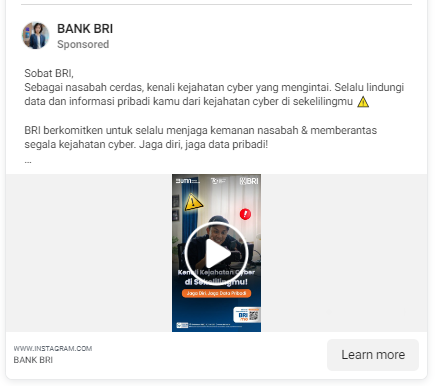 BANK BRI
Sponsored
Sobat BRI,
Sebagai nasabah cerdas, kenali kejahatan cyber yang mengintai. Selalu lindungi
data dan informasi pribadi kamu dari kejahatan cyber di sekelilingmu ⚠️
BRI berkomitken untuk selalu menjaga kemanan nasabah & memberantas
segala kejahatan cyber. Jaga diri, jaga data pribadi!
...
BRI
Kenali Kejahatan Cyber
di Sekelilingmu!
Jaga Diri, Jaga Data Pribadi
WWW.INSTAGRAM.COM
BANK BRI
Learn more